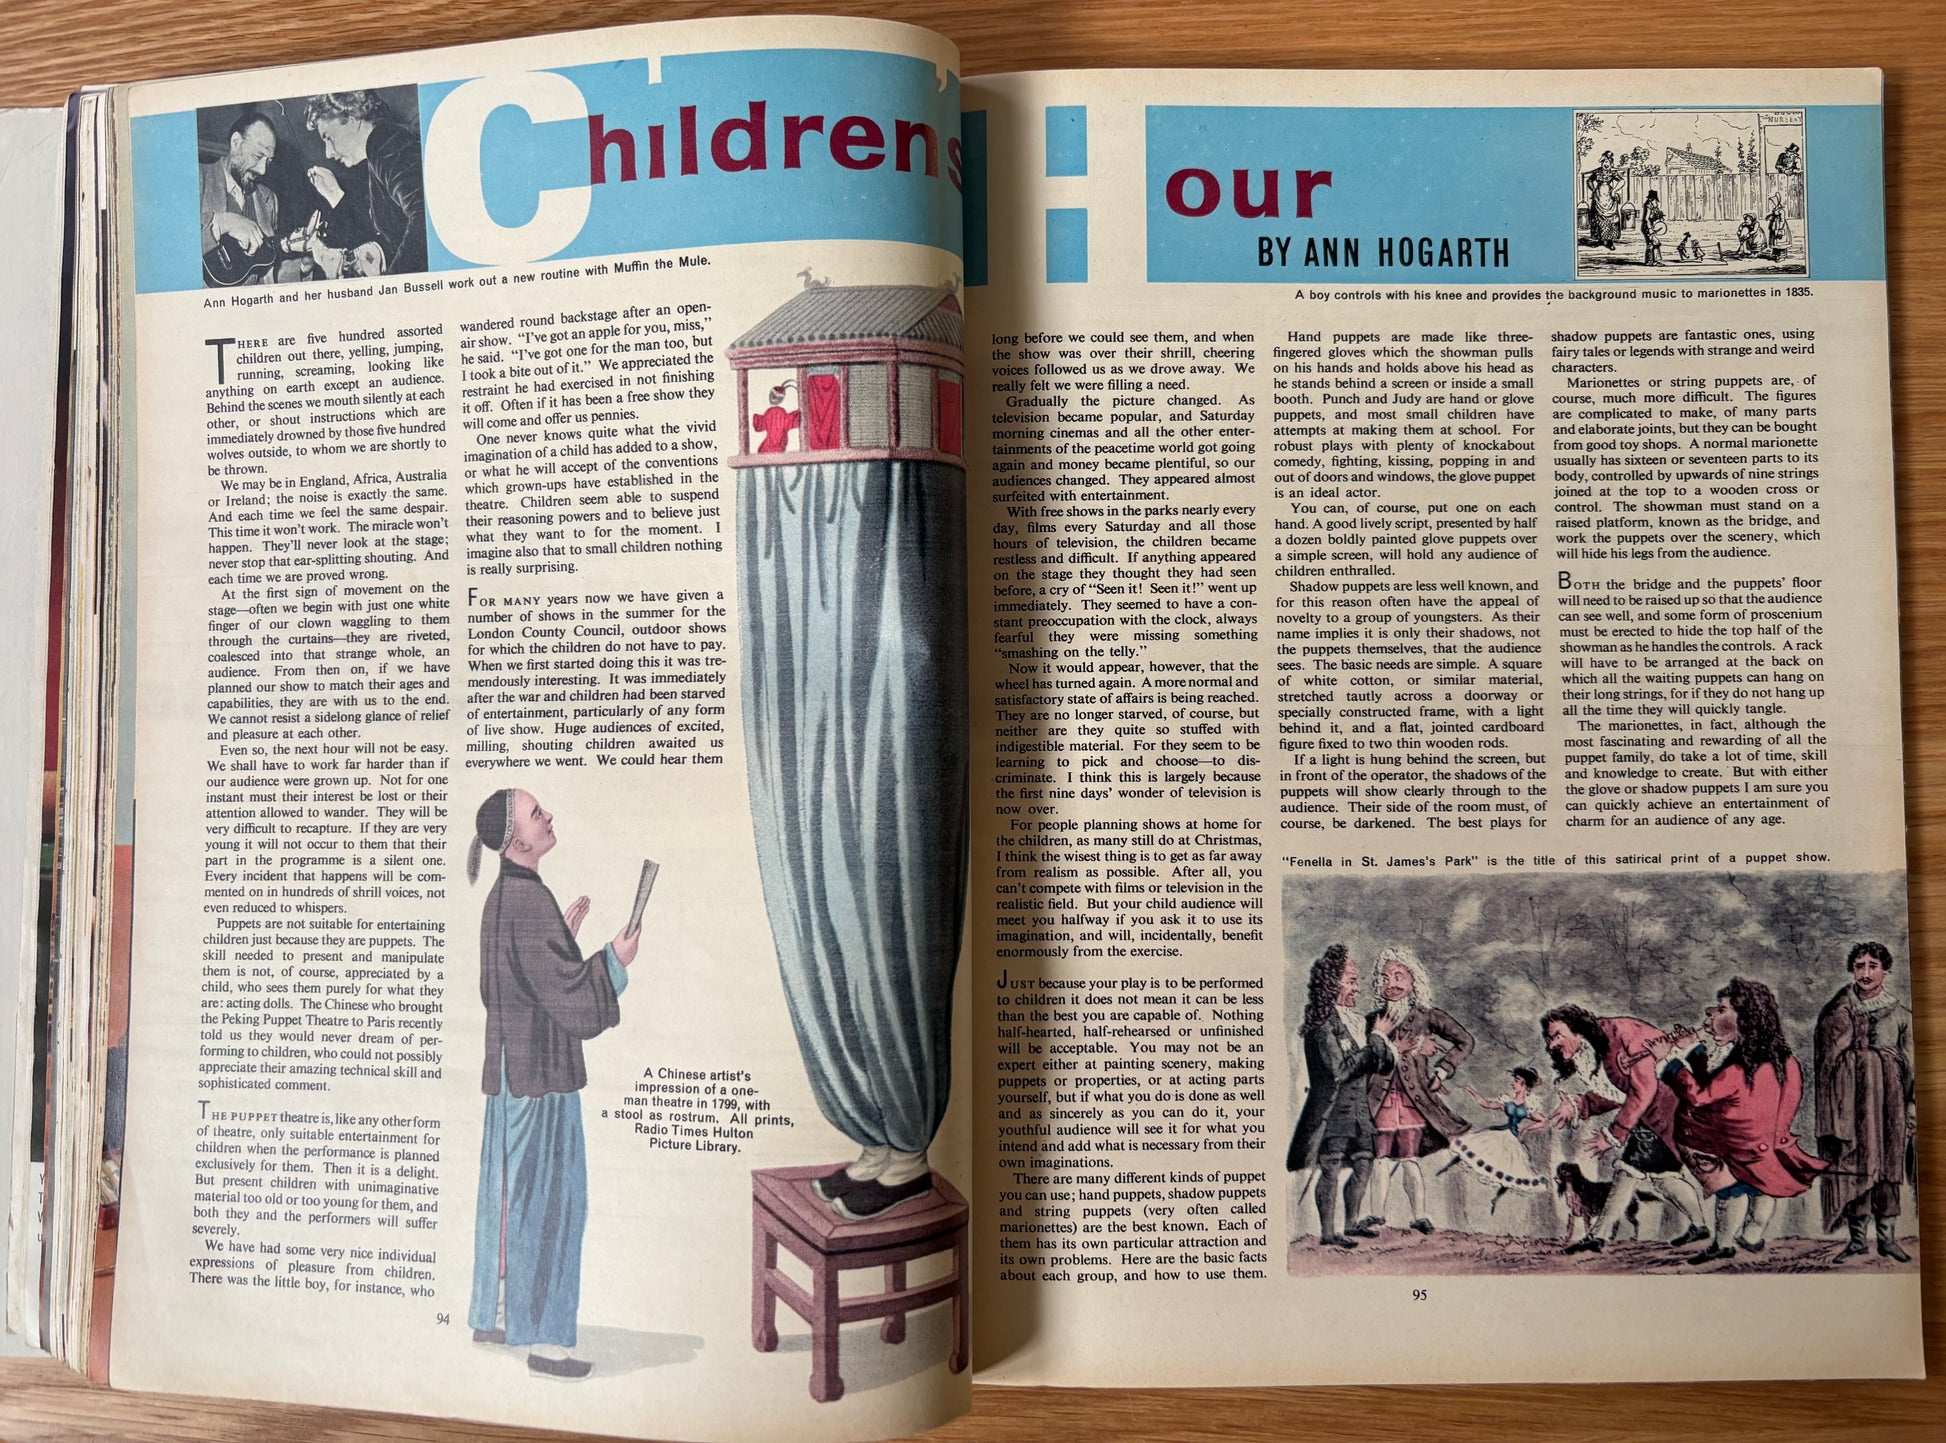 Children's Hour
BY ANN HOGARTH
Ann Hogarth and her husband Jan Bussell work out a new routine with Muffin the Mule.
THERE are five hundred assorted
children out there, yelling, jumping,
running, screaming, looking like
anything on earth except an audience.
Behind the scenes we mouth silently at each
other, or shout instructions which are
immediately drowned by those five hundred
wolves outside, to whom we are shortly to
be thrown.
We may be in England, Africa, Australia
or Ireland; the noise is exactly the same.
And each time we feel the same despair.
This time it won't work. The miracle won't
happen. They'll never look at the stage;
never stop that ear-splitting shouting. And
each time we are proved wrong.
At the first sign of movement on the
stage—often we begin with just one white
finger of our clown waggling to them
through the curtains—they are riveted,
coalesced into that strange whole, an
audience. From then on, if we have
planned our show to match their ages and
capabilities, they are with us to the end.
We cannot resist a sidelong glance of relief
and pleasure at each other.
Even so, the next hour will not be easy.
We shall have to work far harder than if
our audience were grown up. Not for one
instant must their interest be lost or their
attention allowed to wander. They will be
very difficult to recapture. If they are very
young it will not occur to them that their
part in the programme is a silent one.
Every incident that happens will be com-
mented on in hundreds of shrill voices, not
even reduced to whispers.
Puppets are not suitable for entertaining
children just because they are puppets. The
skill needed to present and manipulate
them is not, of course, appreciated by a
child, who sees them purely for what they
are: acting dolls. The Chinese who brought
the Peking Puppet Theatre to Paris recently
told us they would never dream of per-
forming to children, who could not possibly
appreciate their amazing technical skill and
sophisticated comment.
THE PUPPET theatre is, like any other form
of theatre, only suitable entertainment for
children when the performance is planned
exclusively for them. Then it is a delight.
But present children with unimaginative
material too old or too young for them, and
both they and the performers will suffer
severely.
We have had some very nice individual
expressions of pleasure from children.
There was the little boy, for instance, who
wandered round backstage after an open-
air show. "I've got an apple for you, miss,"
he said. "I've got one for the man too, but
I took a bite out of it." We appreciated the
restraint he had exercised in not finishing
it off. Often if it has been a free show they
will come and offer us pennies.
One never knows quite what the vivid
imagination of a child has added to a show,
or what he will accept of the conventions
which grown-ups have established in the
theatre. Children seem able to suspend
their reasoning powers and to believe just
what they want to for the moment. I
imagine also that to small children nothing
is really surprising.
FOR MANY years now we have given a
number of shows in the summer for the
London County Council, outdoor shows
for which the children do not have to pay.
When we first started doing this it was tre-
mendously interesting. It was immediately
after the war and children had been starved
of entertainment, particularly of any form
of live show. Huge audiences of excited,
milling, shouting children awaited us
everywhere we went. We could hear them
A Chinese artist's
impression of a one-
man theatre in 1799, with
a stool as rostrum. All prints,
Radio Times Hulton
Picture Library.
94
A boy controls with his knee and provides the background music to marionettes in 1835.
long before we could see them, and when
the show was over their shrill, cheering
voices followed us as we drove away. We
really felt we were filling a need.
Gradually the picture changed. As
television became popular, and Saturday
morning cinemas and all the other enter-
tainments of the peacetime world got going
again and money became plentiful, so our
audiences changed. They appeared almost
surfeited with entertainment.
With free shows in the parks nearly every
day, films every Saturday and all those
hours of television, the children became
restless and difficult. If anything appeared
on the stage they thought they had seen
before, a cry of "Seen it! Seen it!" went up
immediately. They seemed to have a con-
stant preoccupation with the clock, always
fearful they were missing something
"smashing on the telly."
Now it would appear, however, that the
wheel has turned again. A more normal and
satisfactory state of affairs is being reached.
They are no longer starved, of course, but
neither are they quite so stuffed with
indigestible material. For they seem to be
learning to pick and choose—to dis-
criminate. I think this is largely because
the first nine days' wonder of television is
now over.
For people planning shows at home for
the children, as many still do at Christmas,
I think the wisest thing is to get as far away
from realism as possible. After all, you
can't compete with films or television in the
realistic field. But your child audience will
meet you halfway if you ask it to use its
imagination, and will, incidentally, benefit
enormously from the exercise.
JUST because your play is to be performed
to children it does not mean it can be less
than the best you are capable of. Nothing
half-hearted, half-rehearsed or unfinished
will be acceptable. You may not be an
expert either at painting scenery, making
puppets or properties, or at acting parts
yourself, but if what you do is done as well
and as sincerely as you can do it, your
youthful audience will see it for what you
intend and add what is necessary from their
own imaginations.
There are many different kinds of puppet
you can use; hand puppets, shadow puppets
and string puppets (very often called
marionettes) are the best known. Each of
them has its own particular attraction and
its own problems. Here are the basic facts
about each group, and how to use them.
Hand puppets are made like three-
fingered gloves which the showman pulls
on his hands and holds above his head as
he stands behind a screen or inside a small
booth. Punch and Judy are hand or glove
puppets, and most small children have
attempts at making them at school. For
robust plays with plenty of knockabout
comedy, fighting, kissing, popping in and
out of doors and windows, the glove puppet
is an ideal actor.
You can, of course, put one on each
hand. A good lively script, presented by half
a dozen boldly painted glove puppets over
a simple screen, will hold any audience of
children enthralled.
Shadow puppets are less well known, and
for this reason often have the appeal of
novelty to a group of youngsters. As their
name implies it is only their shadows, not
the puppets themselves, that the audience
sees. The basic needs are simple. A square
of white cotton, or similar material,
stretched tautly across a doorway or
specially constructed frame, with a light
behind it, and a flat, jointed cardboard
figure fixed to two thin wooden rods.
If a light is hung behind the screen, but
in front of the operator, the shadows of the
puppets will show clearly through to the
audience. Their side of the room must, of
course, be darkened. The best plays for
shadow puppets are fantastic ones, using
fairy tales or legends with strange and weird
characters.
Marionettes or string puppets are, of
course, much more difficult. The figures
are complicated to make, of many parts
and elaborate joints, but they can be bought
from good toy shops. A normal marionette
usually has sixteen or seventeen parts to its
body, controlled by upwards of nine strings
joined at the top to a wooden cross or
control. The showman must stand on a
raised platform, known as the bridge, and
work the puppets over the scenery, which
will hide his legs from the audience.
BOTH the bridge and the puppets' floor
will need to be raised up so that the audience
can see well, and some form of proscenium
must be erected to hide the top half of the
showman as he handles the controls. A rack
will have to be arranged at the back on
which all the waiting puppets can hang on
their long strings, for if they do not hang up
all the time they will quickly tangle.
The marionettes, in fact, although the
most fascinating and rewarding of all the
puppet family, do take a lot of time, skill
and knowledge to create. But with either
the glove or shadow puppets I am sure you
can quickly achieve an entertainment of
charm for an audience of any age.
"Fenella in St. James's Park" is the title of this satirical print of a puppet show.
95